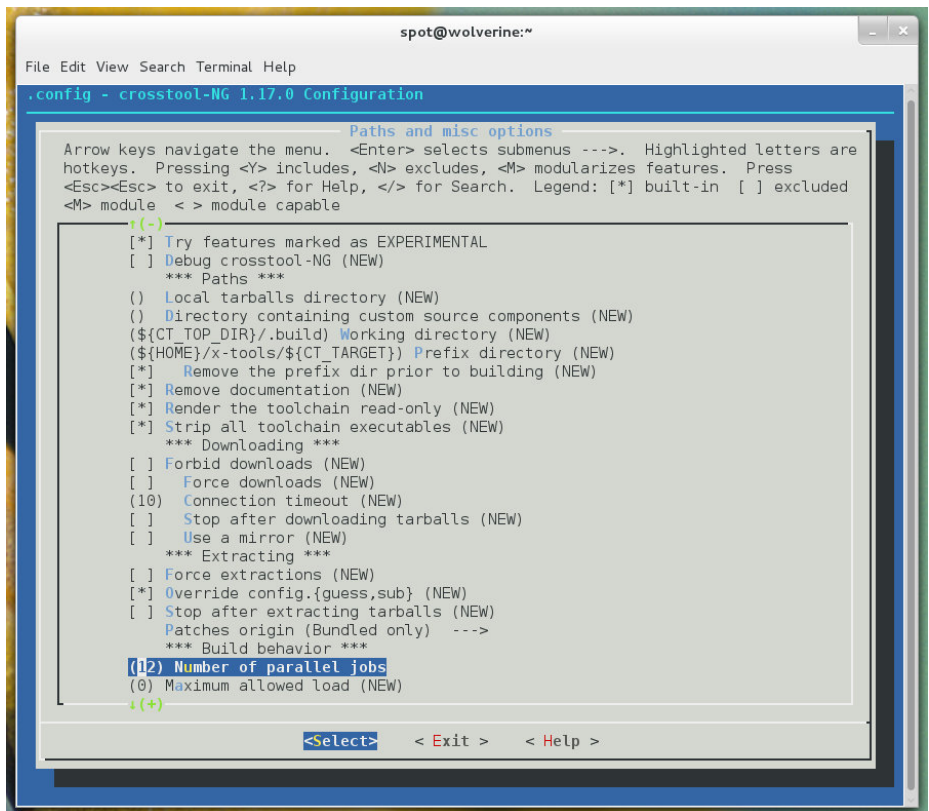 spot@wolverine:~
File Edit View Search Terminal Help
.config - crosstool-NG 1.17.0 Configuration
Paths and misc options
Arrow keys navigate the menu.  <Enter> selects submenus --->.  Highlighted letters are
hotkeys.  Pressing <Y> includes, <N> excludes, <M> modularizes features.  Press
<Esc><Esc> to exit, <?> for Help, </> for Search.  Legend: [*] built-in  [ ] excluded
<M> module  < > module capable
↑(-)
[*] Try features marked as EXPERIMENTAL
[ ] Debug crosstool-NG (NEW)
*** Paths ***
()  Local tarballs directory (NEW)
()  Directory containing custom source components (NEW)
(${CT_TOP_DIR}/.build) Working directory (NEW)
(${HOME}/x-tools/${CT_TARGET}) Prefix directory (NEW)
[*]   Remove the prefix dir prior to building (NEW)
[*] Remove documentation (NEW)
[*] Render the toolchain read-only (NEW)
[*] Strip all toolchain executables (NEW)
*** Downloading ***
[ ] Forbid downloads (NEW)
[ ]   Force downloads (NEW)
(10)  Connection timeout (NEW)
[ ]   Stop after downloading tarballs (NEW)
[ ]   Use a mirror (NEW)
*** Extracting ***
[ ] Force extractions (NEW)
[*] Override config.{guess,sub} (NEW)
[ ] Stop after extracting tarballs (NEW)
Patches origin (Bundled only)  --->
*** Build behavior ***
(12) Number of parallel jobs
(0) Maximum allowed load (NEW)
↓(+)
<Select>    < Exit >    < Help >